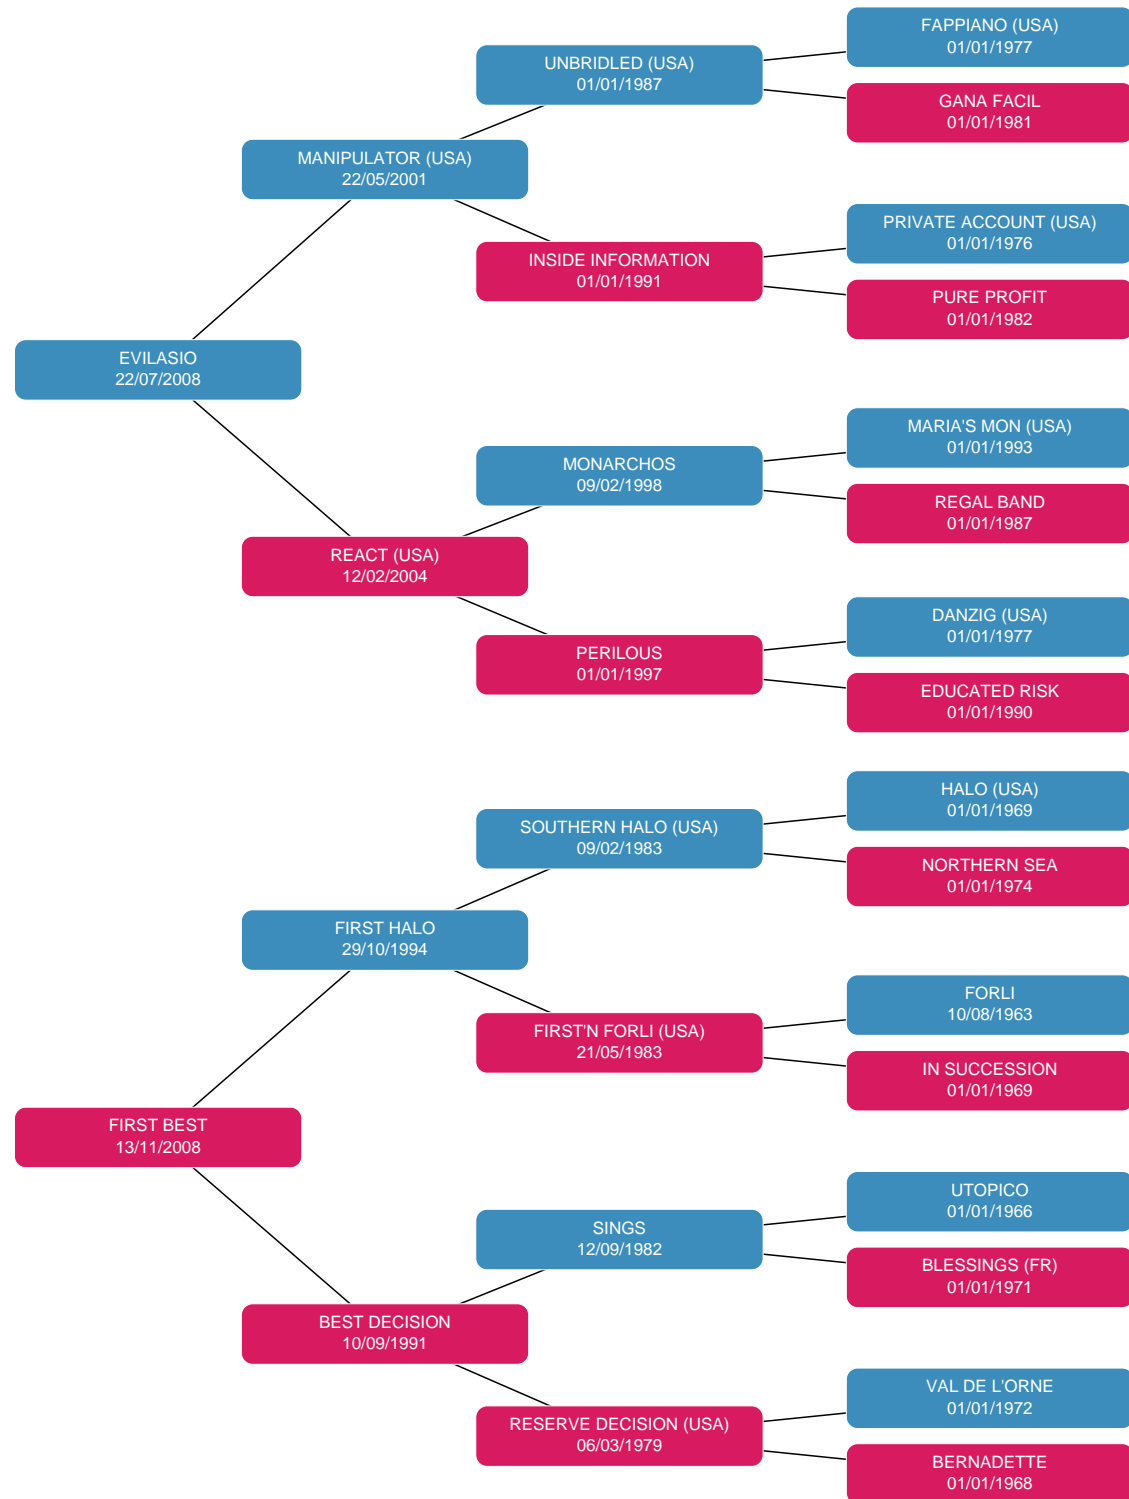 FAPPIANO (USA)
01/01/1977
UNBRIDLED (USA)
01/01/1987
GANA FACIL
01/01/1981
MANIPULATOR (USA)
22/05/2001
PRIVATE ACCOUNT (USA)
01/01/1976
INSIDE INFORMATION
01/01/1991
PURE PROFIT
01/01/1982
EVILASIO
22/07/2008
MARIA'S MON (USA)
01/01/1993
MONARCHOS
09/02/1998
REGAL BAND
01/01/1987
REACT (USA)
12/02/2004
DANZIG (USA)
01/01/1977
PERILOUS
01/01/1997
EDUCATED RISK
01/01/1990
HALO (USA)
01/01/1969
SOUTHERN HALO (USA)
09/02/1983
NORTHERN SEA
01/01/1974
FIRST HALO
29/10/1994
FORLI
10/08/1963
FIRST'N FORLI (USA)
21/05/1983
IN SUCCESSION
01/01/1969
FIRST BEST
13/11/2008
UTOPICO
01/01/1966
SINGS
12/09/1982
BLESSINGS (FR)
01/01/1971
BEST DECISION
10/09/1991
VAL DE L'ORNE
01/01/1972
RESERVE DECISION (USA)
06/03/1979
BERNADETTE
01/01/1968